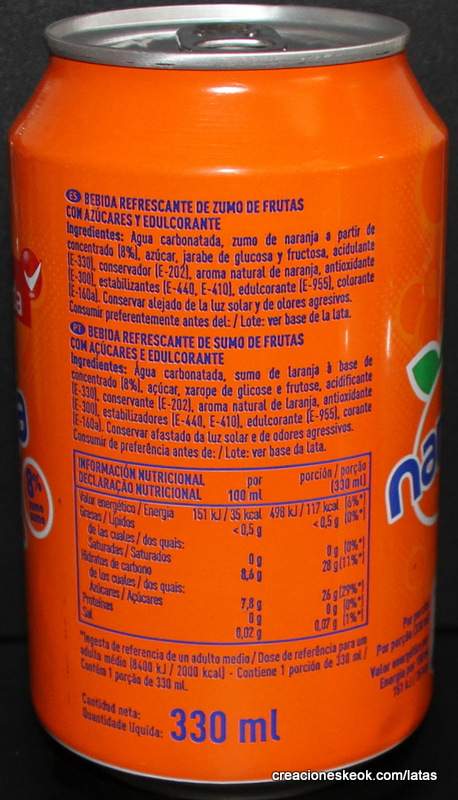 ES BEBIDA REFRESCANTE DE ZUMO DE FRUTAS
CON AZÚCARES Y EDULCORANTE
Ingredientes: Agua carbonatada, zumo de naranja a partir de
concentrado (8%), azúcar, jarabe de glucosa y fructosa, acidulante
(E-330), conservador (E-202), aroma natural de naranja, antioxidante
(E-300), estabilizantes (E-440, E-410), edulcorante (E-955), colorante
(E-160a). Conservar alejado de la luz solar y de olores agresivos.
Consumir preferentemente antes del: / Lote: ver base de la lata.
PT BEBIDA REFRESCANTE DE SUMO DE FRUTAS
COM AÇÚCARES E EDULCORANTE
Ingredientes: Água carbonatada, sumo de laranja à base de
concentrado (8%), açúcar, xarope de glicose e frutose, acidificante
(E-330), conservante (E-202), aroma natural de laranja, antioxidante
(E-300), estabilizadores (E-440, E-410), edulcorante (E-955), corante
(E-160a). Conservar afastado da luz solar e de odores agressivos.
Consumir de preferência antes de: / Lote: ver base da lata.
INFORMACIÓN NUTRICIONAL por porción / porção
DECLARAÇÃO NUTRICIONAL 100 ml (330 ml)
Valor energético / Energia 151 kJ / 35 kcal 498 kJ / 117 kcal (6%*)
Grasas / Lípidos <0,5 g <0,5 g (0%*)
de las cuales / dos quais:
Saturadas / Saturados 0 g 0 g (0%*)
Hidratos de carbono 8,6 g 28 g (11%*)
de los cuales / dos quais:
Azúcares / Açúcares 7,8 g 26 g (29%*)
Proteínas 0 g 0 g (0%*)
Sal 0,02 g 0,07 g (1%*)
*Ingesta de referencia de un adulto medio / Dose de referência para um
adulto médio (8400 kJ / 2000 kcal) - Contiene 1 porción de 330 ml /
Contém 1 porção de 330 ml.
Cantidad neta:
Quantidade líquida: 330 ml
8%
na
Por
Por porção
Valor
creacioneskeok.com/latas